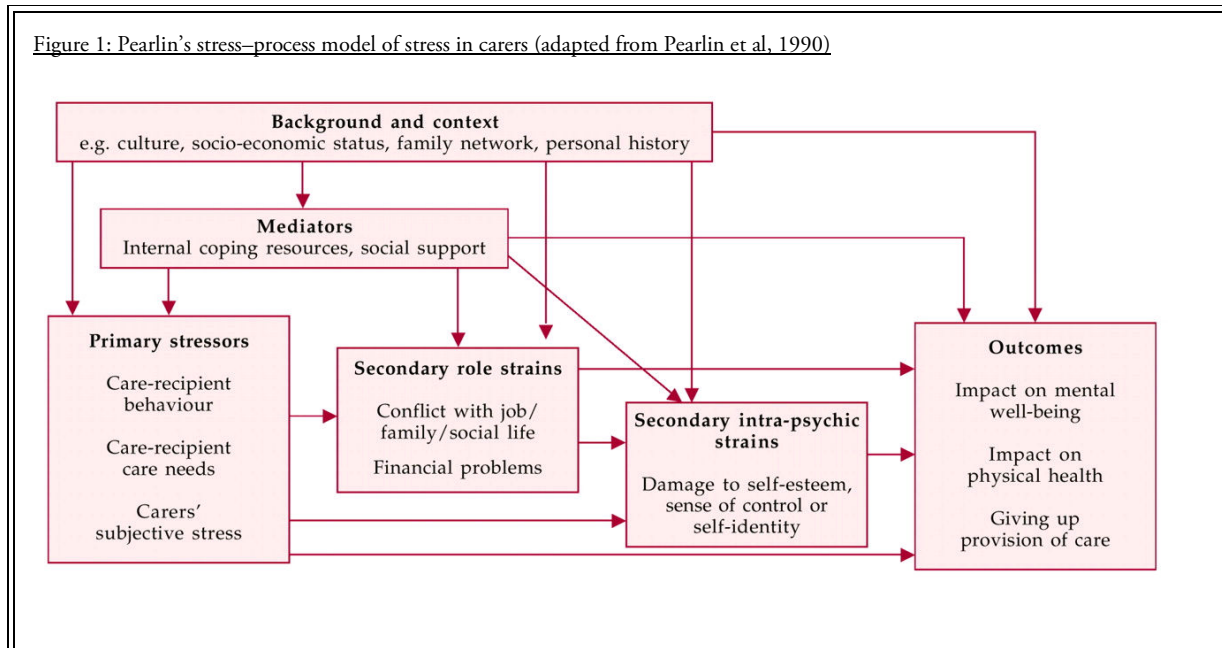 Figure 1: Pearlin’s stress–process model of stress in carers (adapted from Pearlin et al, 1990)
Background and context
e.g. culture, socio-economic status, family network, personal history
Mediators
Internal coping resources, social support
Primary stressors
Care-recipient
behaviour
Care-recipient
care needs
Carers’
subjective stress
Secondary role strains
Conflict with job/
family/social life
Financial problems
Secondary intra-psychic
strains
Damage to self-esteem,
sense of control or
self-identity
Outcomes
Impact on mental
well-being
Impact on
physical health
Giving up
provision of care